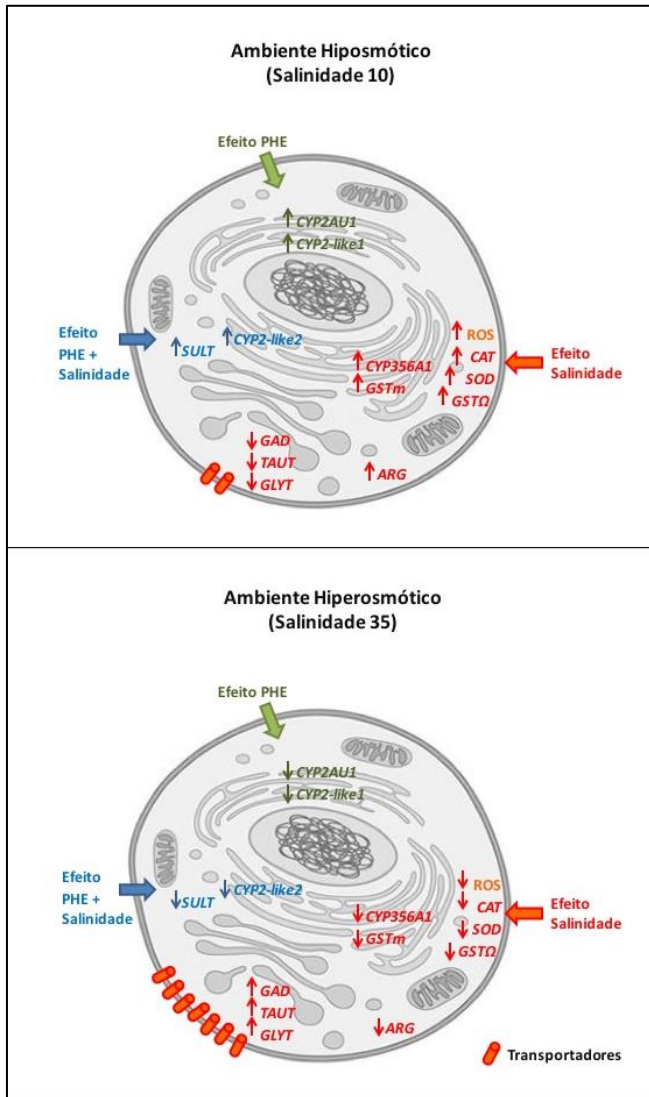 Ambiente Hiposmótico
(Salinidade 10)
Efeito PHE
↑ CYP2AU1
↑ CYP2-like1
Efeito
PHE +
Salinidade
↑ SULT
↑ CYP2-like2
↑ CYP356A1
↑ GSTm
↑ ROS
↑ CAT
↑ SOD
↑ GSTΩ
Efeito
Salinidade
↓ GAD
↓ TAUT
↓ GLYT
↑ ARG
Ambiente Hiperosmótico
(Salinidade 35)
Efeito PHE
↓ CYP2AU1
↓ CYP2-like1
Efeito
PHE +
Salinidade
↓ SULT
↓ CYP2-like2
↓ CYP356A1
↓ GSTm
↓ ROS
↓ CAT
↓ SOD
↓ GSTΩ
Efeito
Salinidade
↑ GAD
↑ TAUT
↑ GLYT
↓ ARG
Transportadores